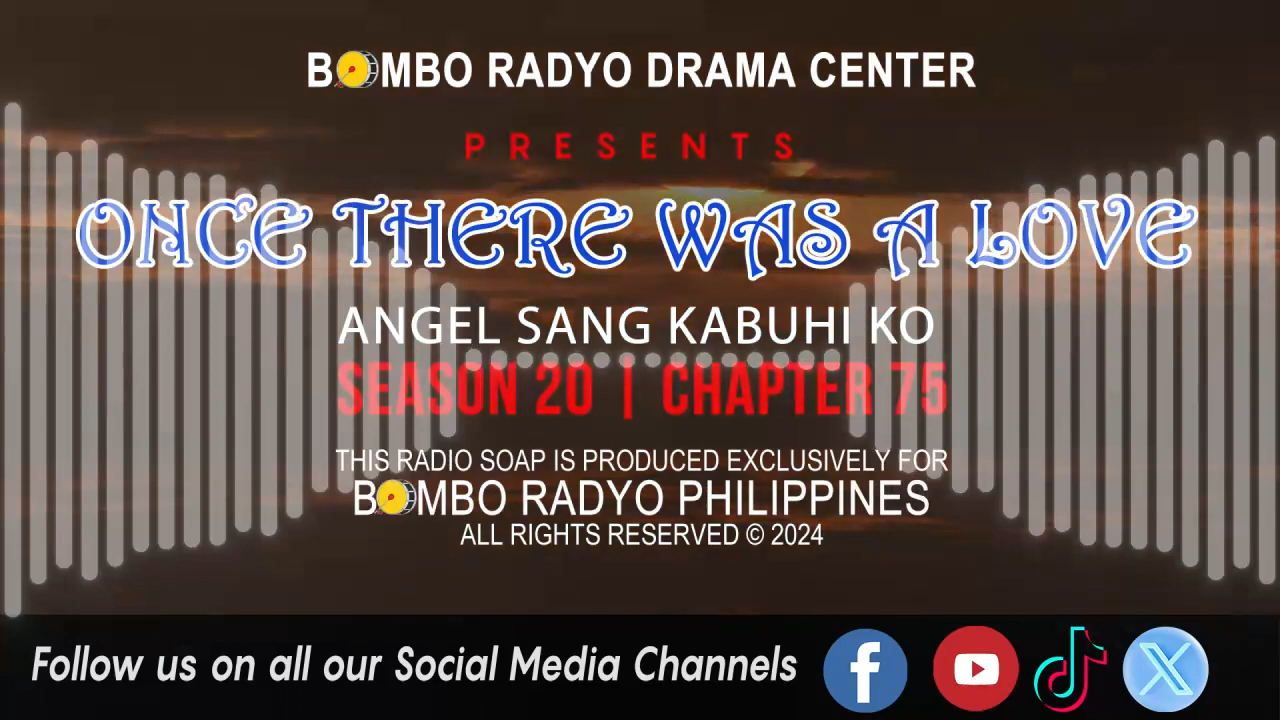 BOMBO RADYO DRAMA CENTER
PRESENTS
ONCE THERE WAS A LOVE
ANGEL SANG KABUHI KO
SEASON 20 | CHAPTER 75
THIS RADIO SOAP IS PRODUCED EXCLUSIVELY FOR
BOMBO RADYO PHILIPPINES
ALL RIGHTS RESERVED © 2024
Follow us on all our Social Media Channels